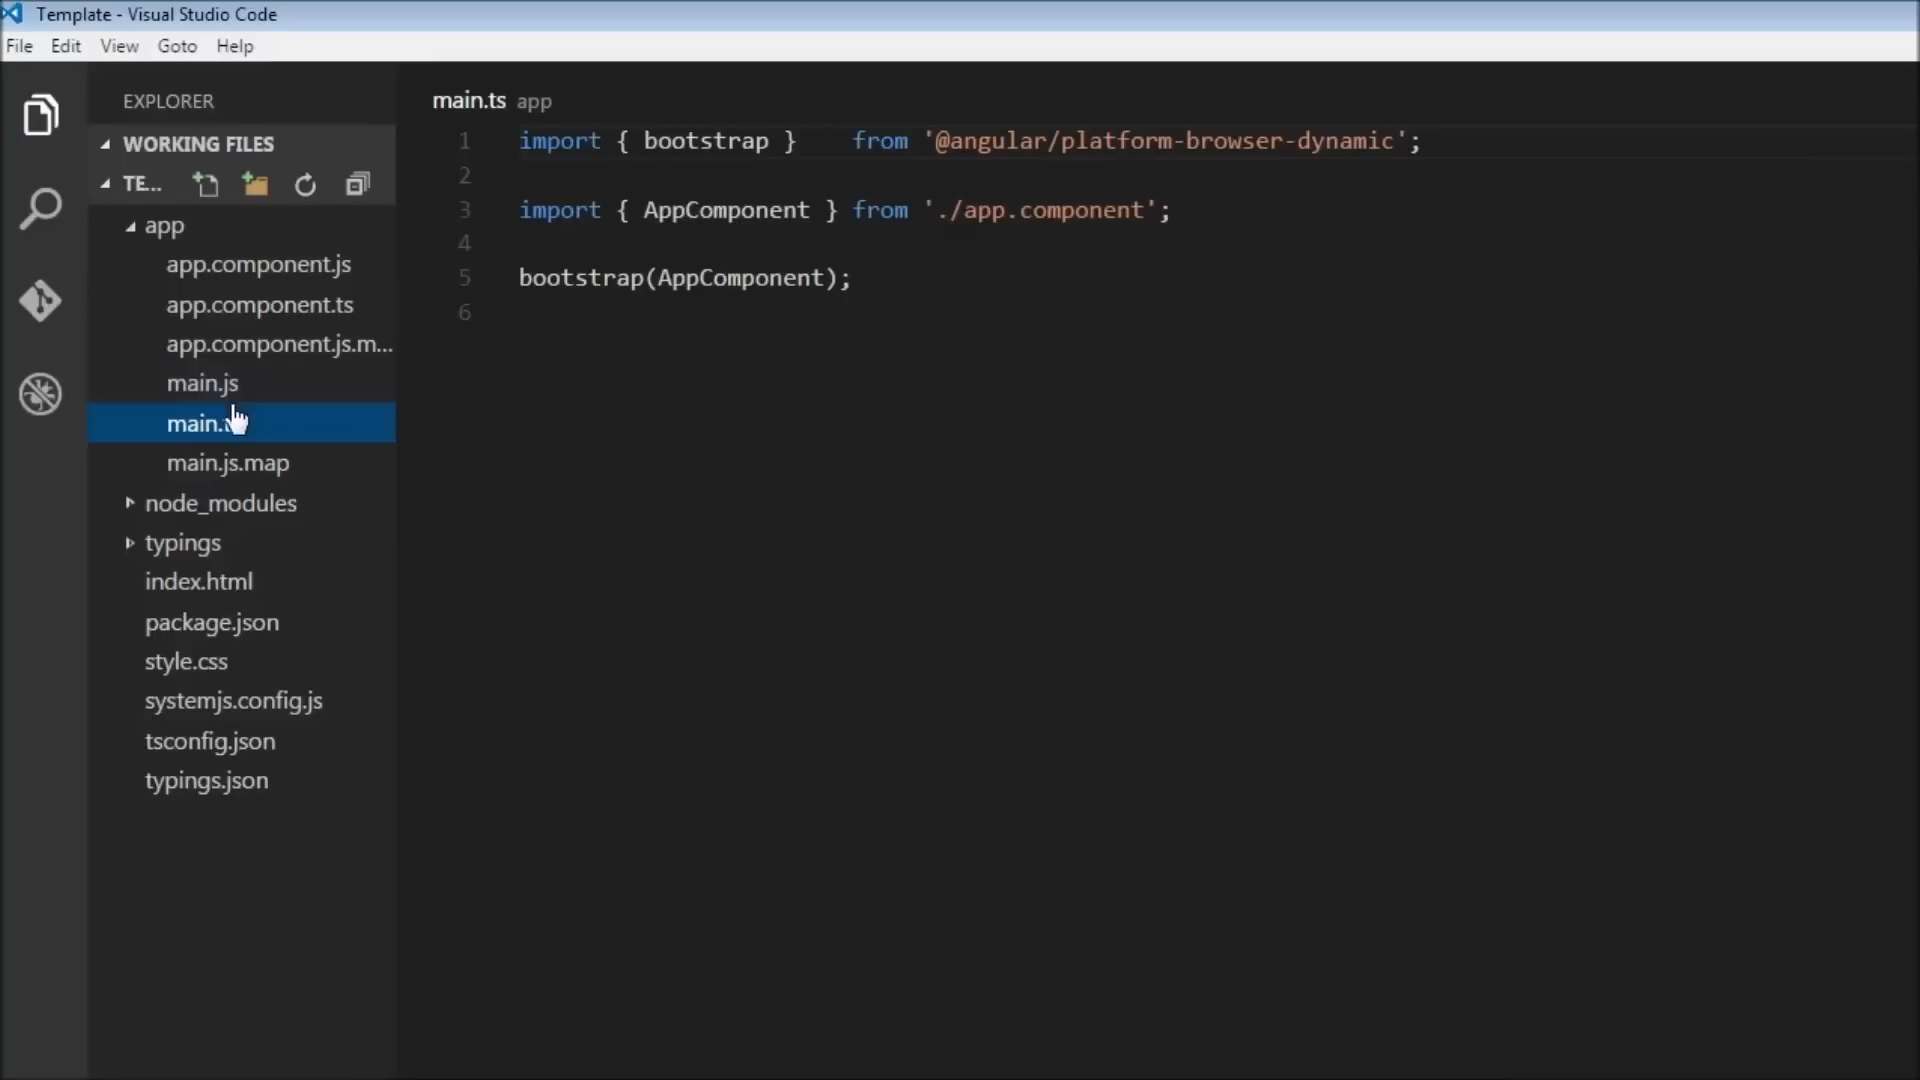 Template - Visual Studio Code
File Edit View Goto Help
EXPLORER
WORKING FILES
TE...
app
app.component.js
app.component.ts
app.component.js.m...
main.js
main.
main.js.map
node_modules
typings
index.html
package.json
style.css
systemjs.config.js
tsconfig.json
typings.json
main.ts app
1 import { bootstrap }    from '@angular/platform-browser-dynamic';
2
3 import { AppComponent } from './app.component';
4
5 bootstrap(AppComponent);
6